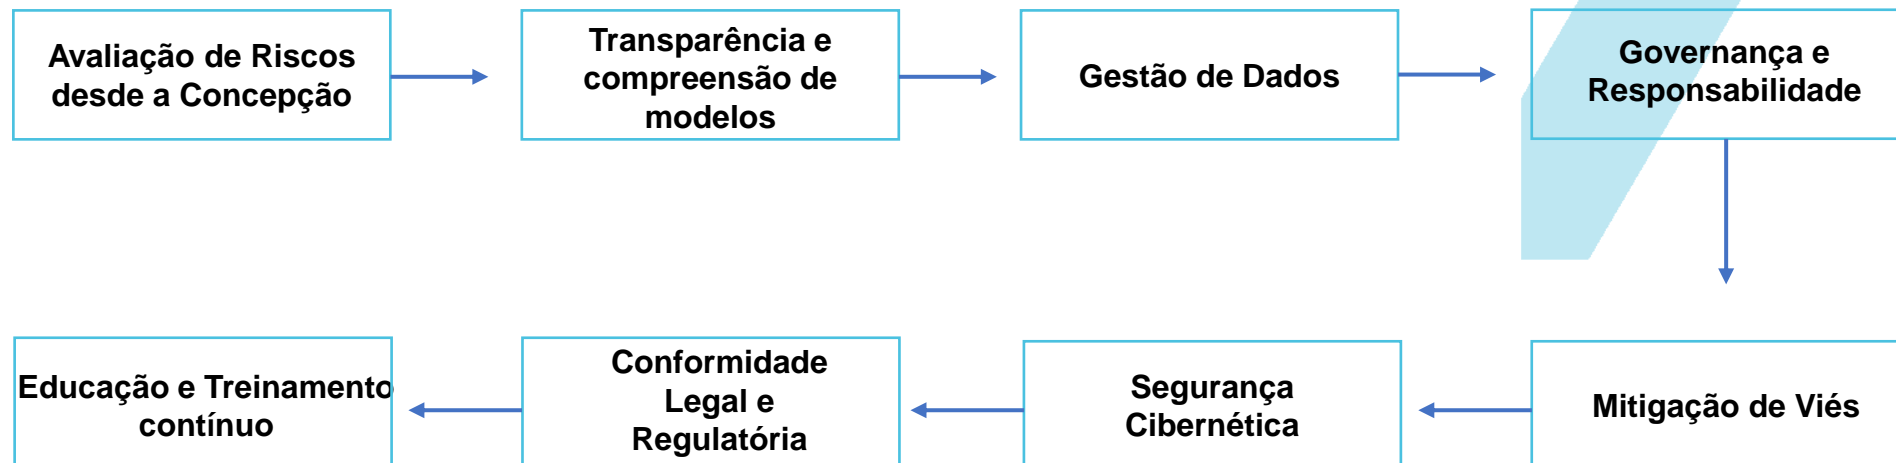 Avaliação de Riscos
desde a Concepção
Transparência e
compreensão de
modelos
Gestão de Dados
Governança e
Responsabilidade
Educação e Treinamento
contínuo
Conformidade
Legal e
Regulatória
Segurança
Cibernética
Mitigação de Viés